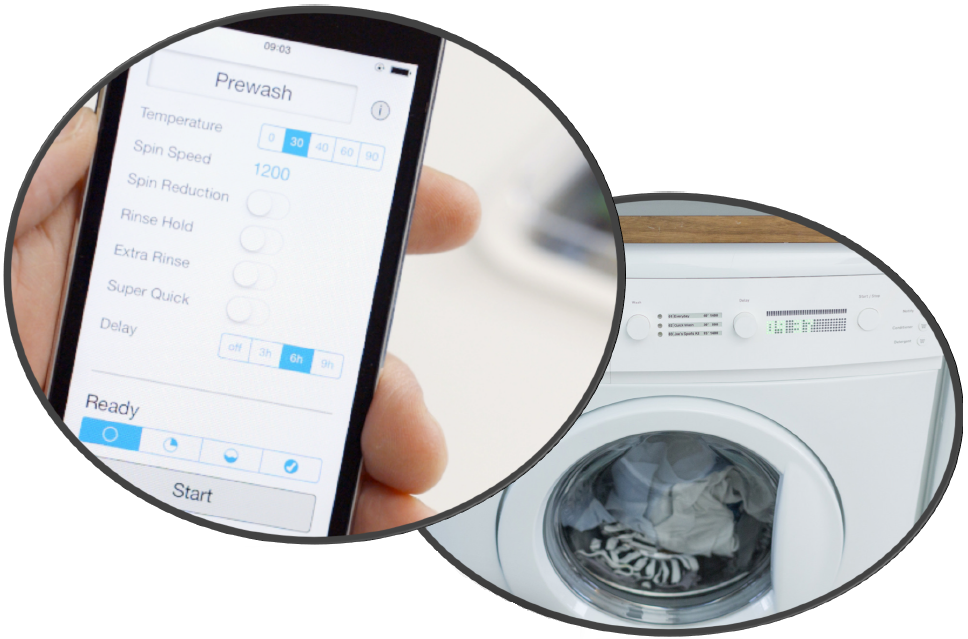 09:03
Prewash
i
Temperature
0 30 40 60 90
Spin Speed
1200
Spin Reduction
Rinse Hold
Extra Rinse
Super Quick
Delay
off 3h 6h 9h
Ready
Start